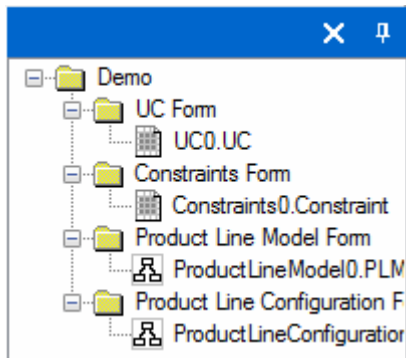 Demo
UC Form
UC0.UC
Constraints Form
Constraints0.Constraint
Product Line Model Form
ProductLineModel0.PLM
Product Line Configuration F
ProductLineConfiguration